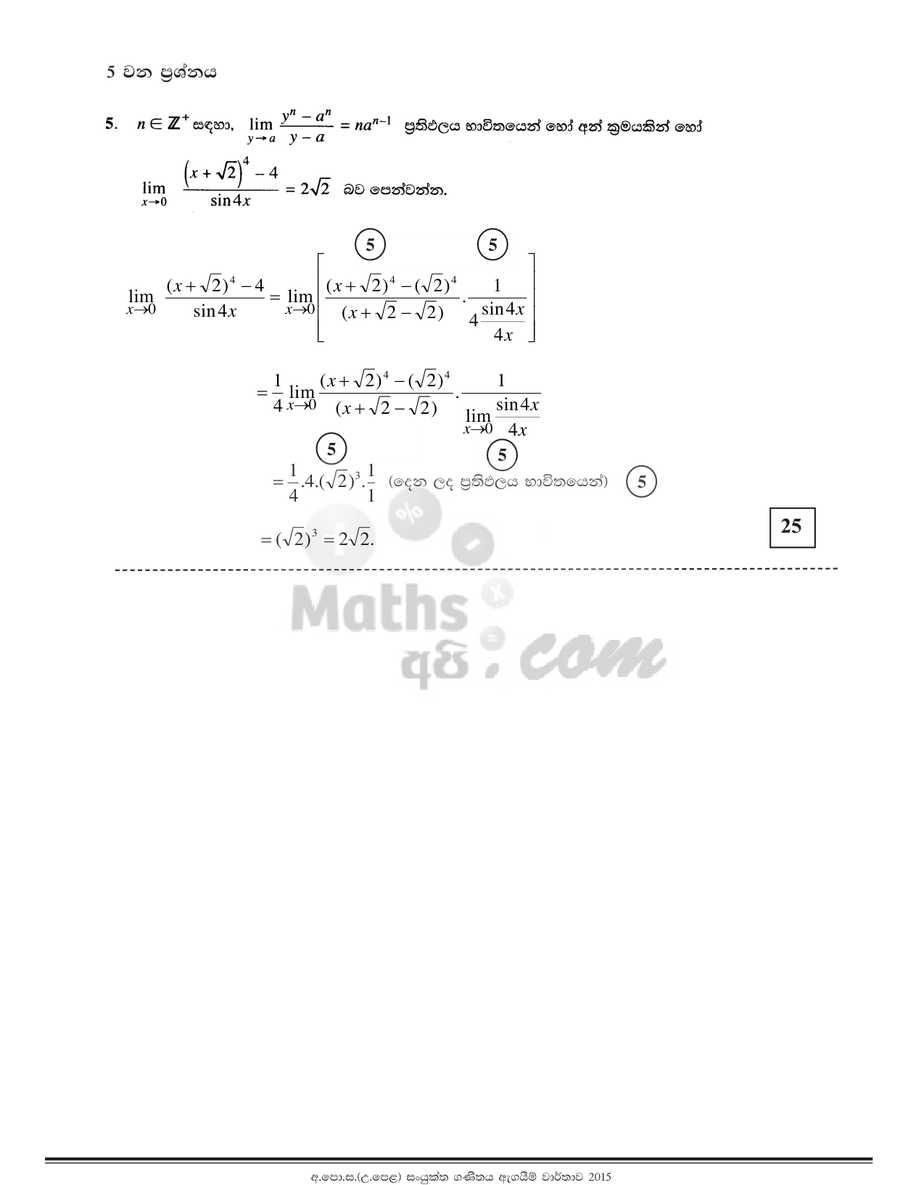 5 වන ප්‍රශ්නය
5. n ∈ ℤ⁺ සඳහා, lim_{y→a} (yⁿ – aⁿ)/(y – a) = naⁿ⁻¹ ප්‍රතිඵලය භාවිතයෙන් හෝ අන් ක්‍රමයකින් හෝ
lim_{x→0} ((x + √2)⁴ – 4)/(sin 4x) = 2√2 බව පෙන්වන්න.
5 5
lim_{x→0} ((x + √2)⁴ – 4)/(sin 4x) = lim_{x→0} [ ((x + √2)⁴ – (√2)⁴)/((x + √2 – √2)) . 1/(4 (sin 4x)/(4x)) ]
= 1/4 lim_{x→0} ((x + √2)⁴ – (√2)⁴)/((x + √2 – √2)) . 1/(lim_{x→0} (sin 4x)/(4x))
5 5
= 1/4 .4.(√2)³. 1/1 (දෙන ලද ප්‍රතිඵලය භාවිතයෙන්) 5
= (√2)³ = 2√2. 25
Maths
අපි . com
අ.පො.ස.(උ.පෙළ) සංයුක්ත ගණිතය ඇගයීම් වාර්තාව 2015